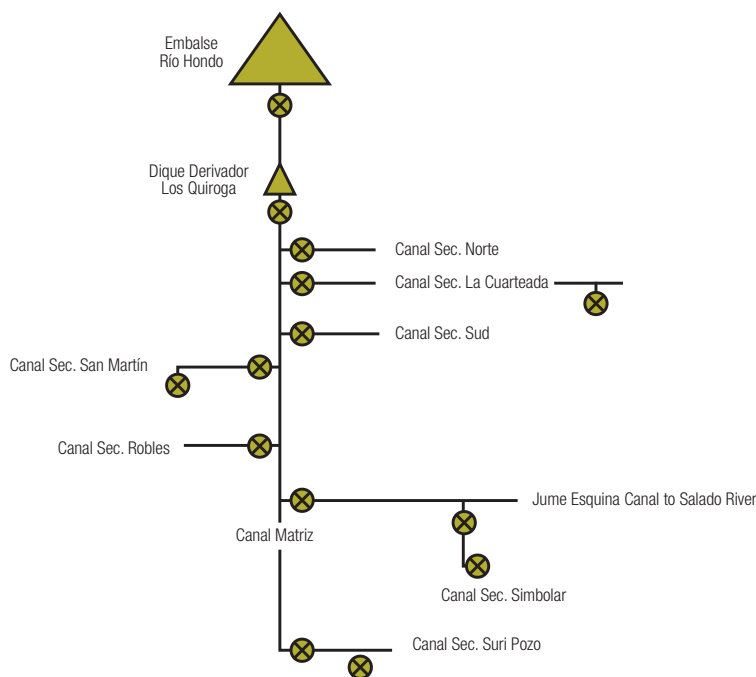 Embalse
Río Hondo
Dique Derivador
Los Quiroga
Canal Sec. Norte
Canal Sec. La Cuarteada
Canal Sec. Sud
Canal Sec. San Martín
Canal Sec. Robles
Jume Esquina Canal to Salado River
Canal Matriz
Canal Sec. Simbolar
Canal Sec. Suri Pozo